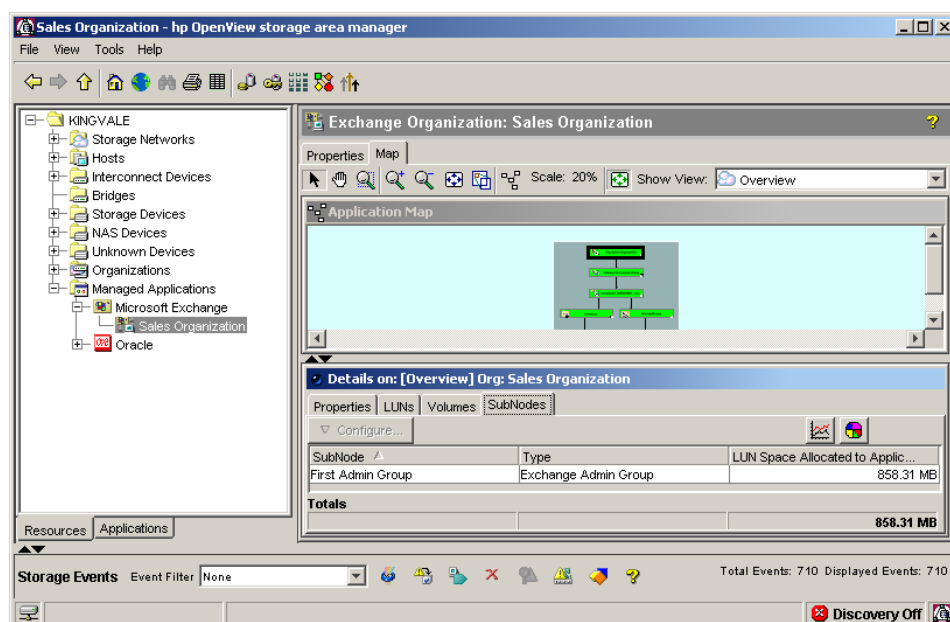 Sales Organization - hp OpenView storage area manager
File View Tools Help
KINGVALE
Storage Networks
Hosts
Interconnect Devices
Bridges
Storage Devices
NAS Devices
Unknown Devices
Organizations
Managed Applications
Microsoft Exchange
Sales Organization
Oracle
Resources Applications
Exchange Organization: Sales Organization
Properties Map
Scale: 20% Show View: Overview
Application Map
Details on: [Overview] Org: Sales Organization
Properties LUNs Volumes SubNodes
Configure...
SubNode Type LUN Space Allocated to Applic...
First Admin Group Exchange Admin Group 858.31 MB
Totals
858.31 MB
Storage Events Event Filter None Total Events: 710 Displayed Events: 710
Discovery Off